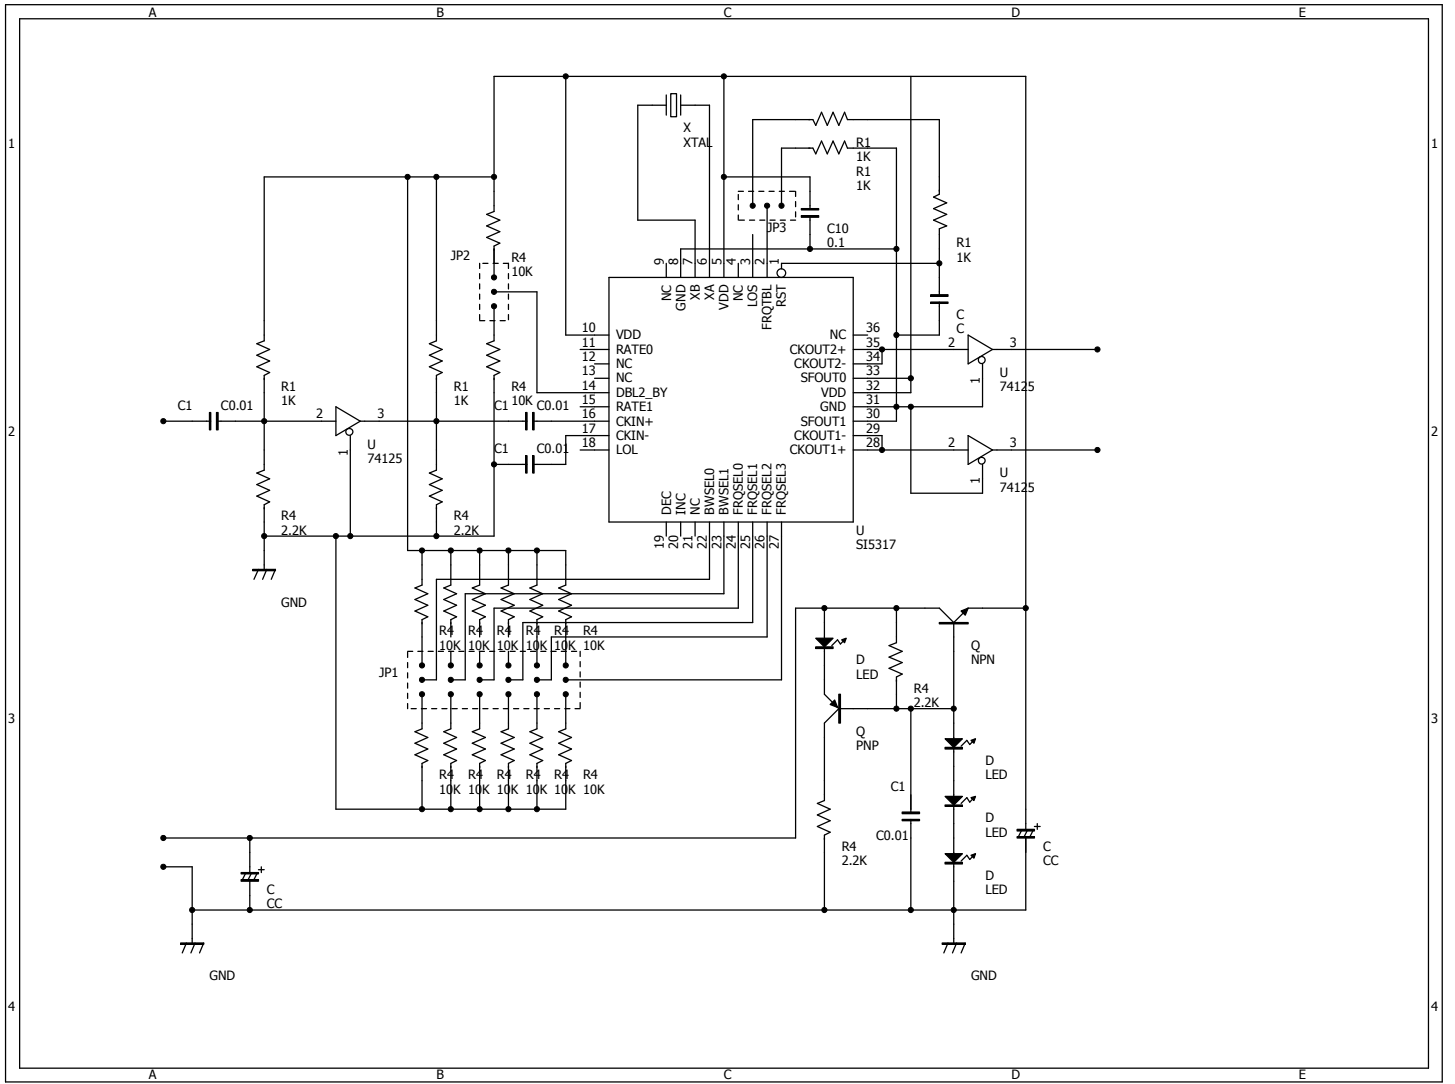 A B C D E
1 1
X
XTAL
R1
1K
R1
1K
JP3
C10
0.1
R1
1K
JP2
R4
10K
9 8 7 6 5 4 3 2 1
NC GND XB XA VDD NC LOS FRQTBL RST
C
C
10 VDD
11 RATE0
12 NC
13 NC
14 DBL2_BY
15 RATE1
16 CKIN+
17 CKIN-
18 LOL
NC 36
CKOUT2+ 35
CKOUT2- 34
SFOUT0 33
VDD 32
GND 31
SFOUT1 30
CKOUT1- 29
CKOUT1+ 28
2 3
1
U
74125
2 3
1
U
74125
R1
1K
R1
1K
R4
10K
C1 C0.01
C1 C0.01
C1 C0.01
2 3
1
U
74125
2 2
R4
2.2K
R4
2.2K
DEC INC NC BWSEL0 BWSEL1 FRQSEL0 FRQSEL1 FRQSEL2 FRQSEL3
19 20 21 22 23 24 25 26 27
U
SI5317
GND
R4 R4 R4 R4 R4 R4
10K 10K 10K 10K 10K 10K
JP1
D
LED
Q
NPN
R4
2.2K
3 3
Q
PNP
R4 R4 R4 R4 R4 R4
10K 10K 10K 10K 10K 10K
D
LED
C1
C0.01
D
LED
R4
2.2K
+
C
CC
D
LED
+
C
CC
GND
GND
4 4
A B C D E